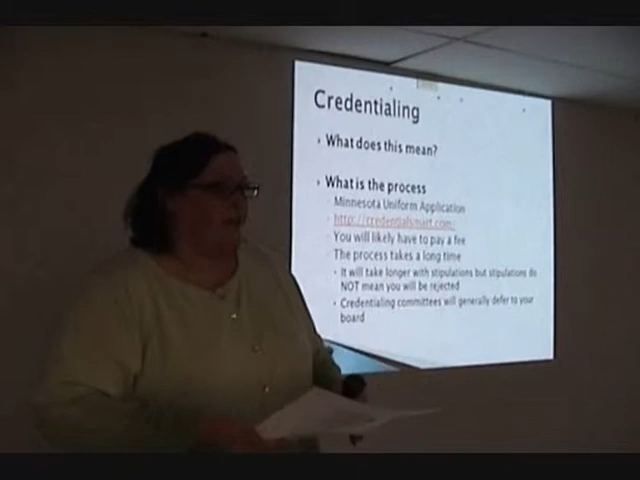 Credentialing
What does this mean?
What is the process
Minnesota Uniform Application
http://credentialsmart.com/
You will likely have to pay a fee
The process takes a long time
It will take longer with stipulations but stipulations do
NOT mean you will be rejected
Credentialing committees will generally defer to your
board